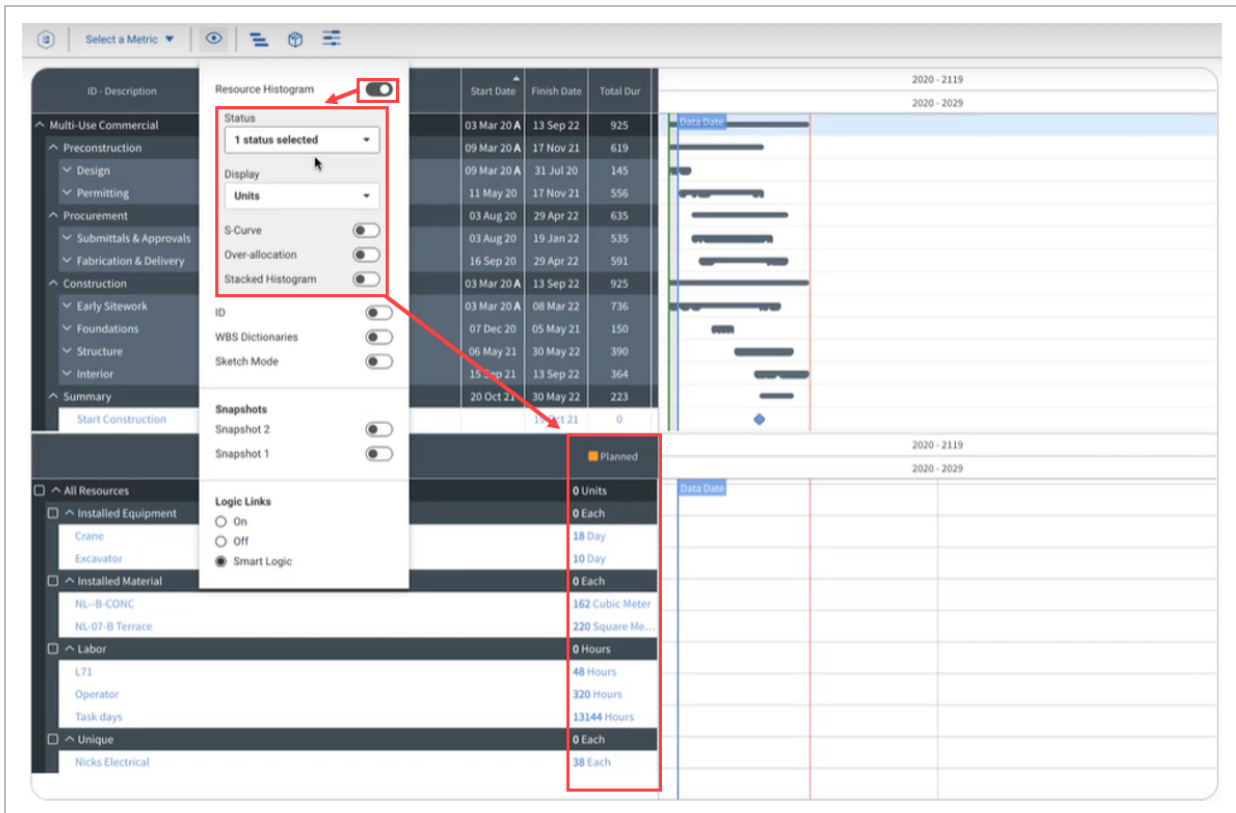 Select a Metric
ID - Description
Start Date Finish Date Total Dur
2020 - 2119
2020 - 2029
Resource Histogram
Status
1 status selected
Display
Units
S-Curve
Over-allocation
Stacked Histogram
ID
WBS Dictionaries
Sketch Mode
Snapshots
Snapshot 2
Snapshot 1
Logic Links
On
Off
Smart Logic
Multi-Use Commercial 03 Mar 20 A 13 Sep 22 925
Data Date
Preconstruction 09 Mar 20 A 17 Nov 21 619
Design 09 Mar 20 A 31 Jul 20 145
Permitting 11 May 20 17 Nov 21 556
Procurement 03 Aug 20 29 Apr 22 635
Submittals & Approvals 03 Aug 20 19 Jan 22 535
Fabrication & Delivery 16 Sep 20 29 Apr 22 591
Construction 03 Mar 20 A 13 Sep 22 925
Early Sitework 03 Mar 20 A 08 Mar 22 736
Foundations 07 Dec 20 05 May 21 150
Structure 06 May 21 30 May 22 390
Interior 15 Sep 21 13 Sep 22 364
Summary 20 Oct 21 30 May 22 223
Start Construction 19 Oct 21 0
Planned
2020 - 2119
2020 - 2029
All Resources 0 Units
Data Date
Installed Equipment 0 Each
Crane 18 Day
Excavator 10 Day
Installed Material 0 Each
NL--B-CONC 162 Cubic Meter
NL-07-B Terrace 220 Square Me...
Labor 0 Hours
L71 48 Hours
Operator 320 Hours
Task days 13144 Hours
Unique 0 Each
Nicks Electrical 38 Each